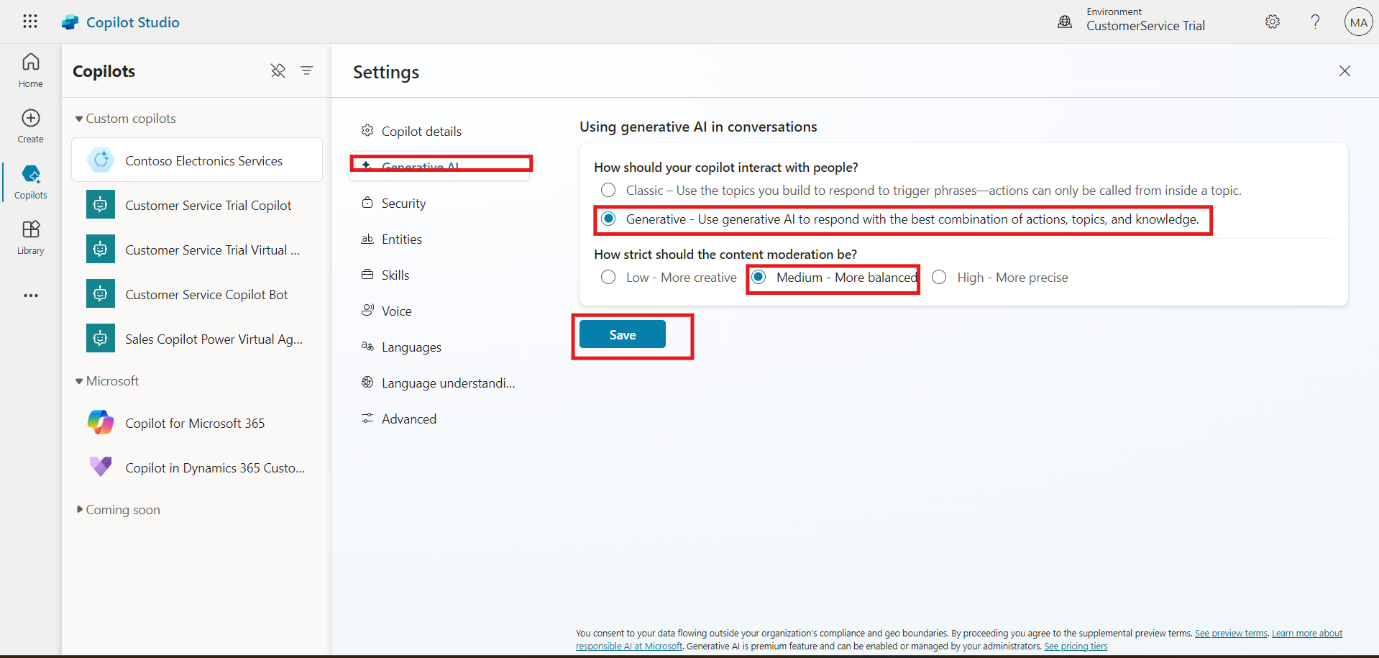 Copilot Studio
Environment
CustomerService Trial
MA
Home
Create
Copilots
Library
Copilots
Custom copilots
Contoso Electronics Services
Customer Service Trial Copilot
Customer Service Trial Virtual ...
Customer Service Copilot Bot
Sales Copilot Power Virtual Ag...
Microsoft
Copilot for Microsoft 365
Copilot in Dynamics 365 Custo...
Coming soon
Settings
Copilot details
Generative AI
Security
Entities
Skills
Voice
Languages
Language understandi...
Advanced
Using generative AI in conversations
How should your copilot interact with people?
Classic – Use the topics you build to respond to trigger phrases—actions can only be called from inside a topic.
Generative - Use generative AI to respond with the best combination of actions, topics, and knowledge.
How strict should the content moderation be?
Low - More creative
Medium - More balanced
High - More precise
Save
You consent to your data flowing outside your organization's compliance and geo boundaries. By proceeding you agree to the supplemental preview terms. See preview terms. Learn more about
responsible AI at Microsoft. Generative AI is premium feature and can be enabled or managed by your administrators. See pricing tiers